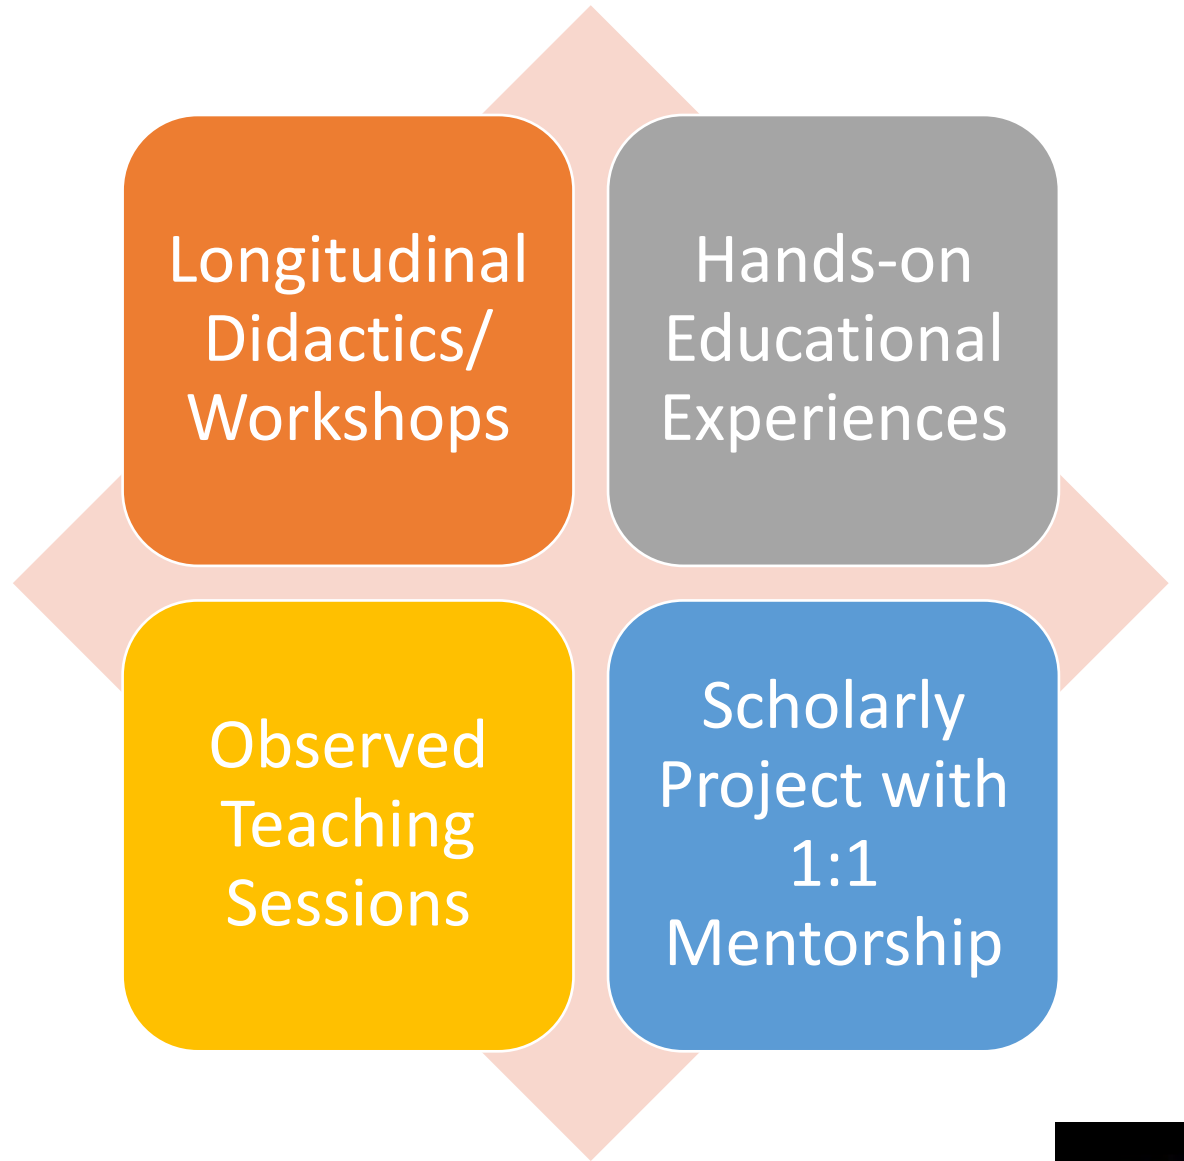 Longitudinal
Didactics/
Workshops
Hands-on
Educational
Experiences
Observed
Teaching
Sessions
Scholarly
Project with
1:1
Mentorship